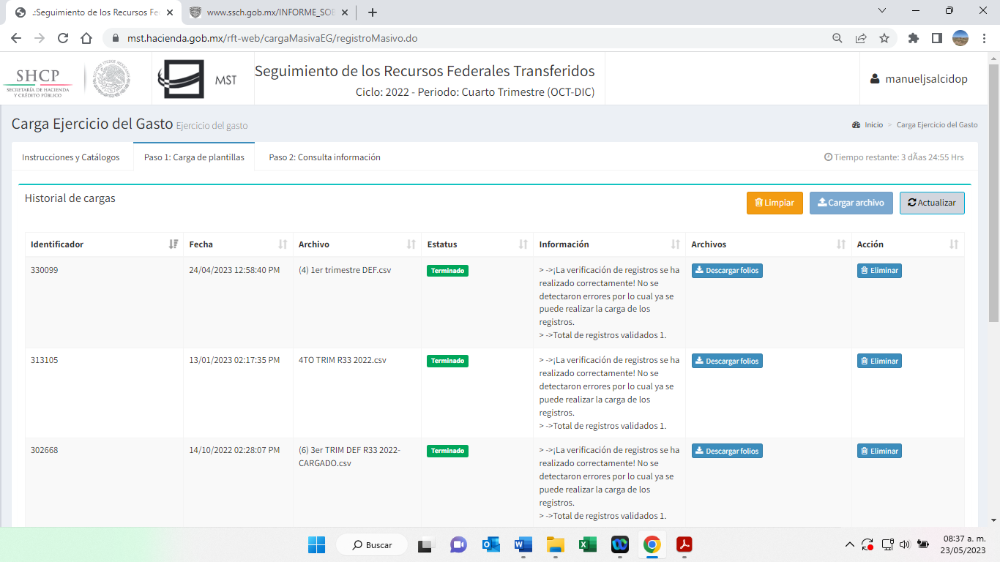 .:Seguimiento de los Recursos Fe
www.ssch.gob.mx/INFORME_SOB
mst.hacienda.gob.mx/rft-web/cargaMasivaEG/registroMasivo.do
SHCP
SECRETARÍA DE HACIENDA
Y CRÉDITO PÚBLICO
MST
Seguimiento de los Recursos Federales Transferidos
Ciclo: 2022 - Periodo: Cuarto Trimestre (OCT-DIC)
manueljsalcidop
Carga Ejercicio del Gasto Ejercicio del gasto
Inicio > Carga Ejercicio del Gasto
Instrucciones y Catálogos
Paso 1: Carga de plantillas
Paso 2: Consulta información
Tiempo restante: 3 dÃas 24:55 Hrs
Historial de cargas
Limpiar
Cargar archivo
Actualizar
Identificador
Fecha
Archivo
Estatus
Información
Archivos
Acción
330099
24/04/2023 12:58:40 PM
(4) 1er trimestre DEF.csv
Terminado
> ->¡La verificación de registros se ha
realizado correctamente! No se
detectaron errores por lo cual ya se
puede realizar la carga de los
registros.
> ->Total de registros validados 1.
Descargar folios
Eliminar
313105
13/01/2023 02:17:35 PM
4TO TRIM R33 2022.csv
Terminado
> ->¡La verificación de registros se ha
realizado correctamente! No se
detectaron errores por lo cual ya se
puede realizar la carga de los
registros.
> ->Total de registros validados 1.
Descargar folios
Eliminar
302668
14/10/2022 02:28:07 PM
(6) 3er TRIM DEF R33 2022-
CARGADO.csv
Terminado
> ->¡La verificación de registros se ha
realizado correctamente! No se
detectaron errores por lo cual ya se
puede realizar la carga de los
registros.
> ->Total de registros validados 1.
Descargar folios
Eliminar
Buscar
08:37 a. m.
23/05/2023